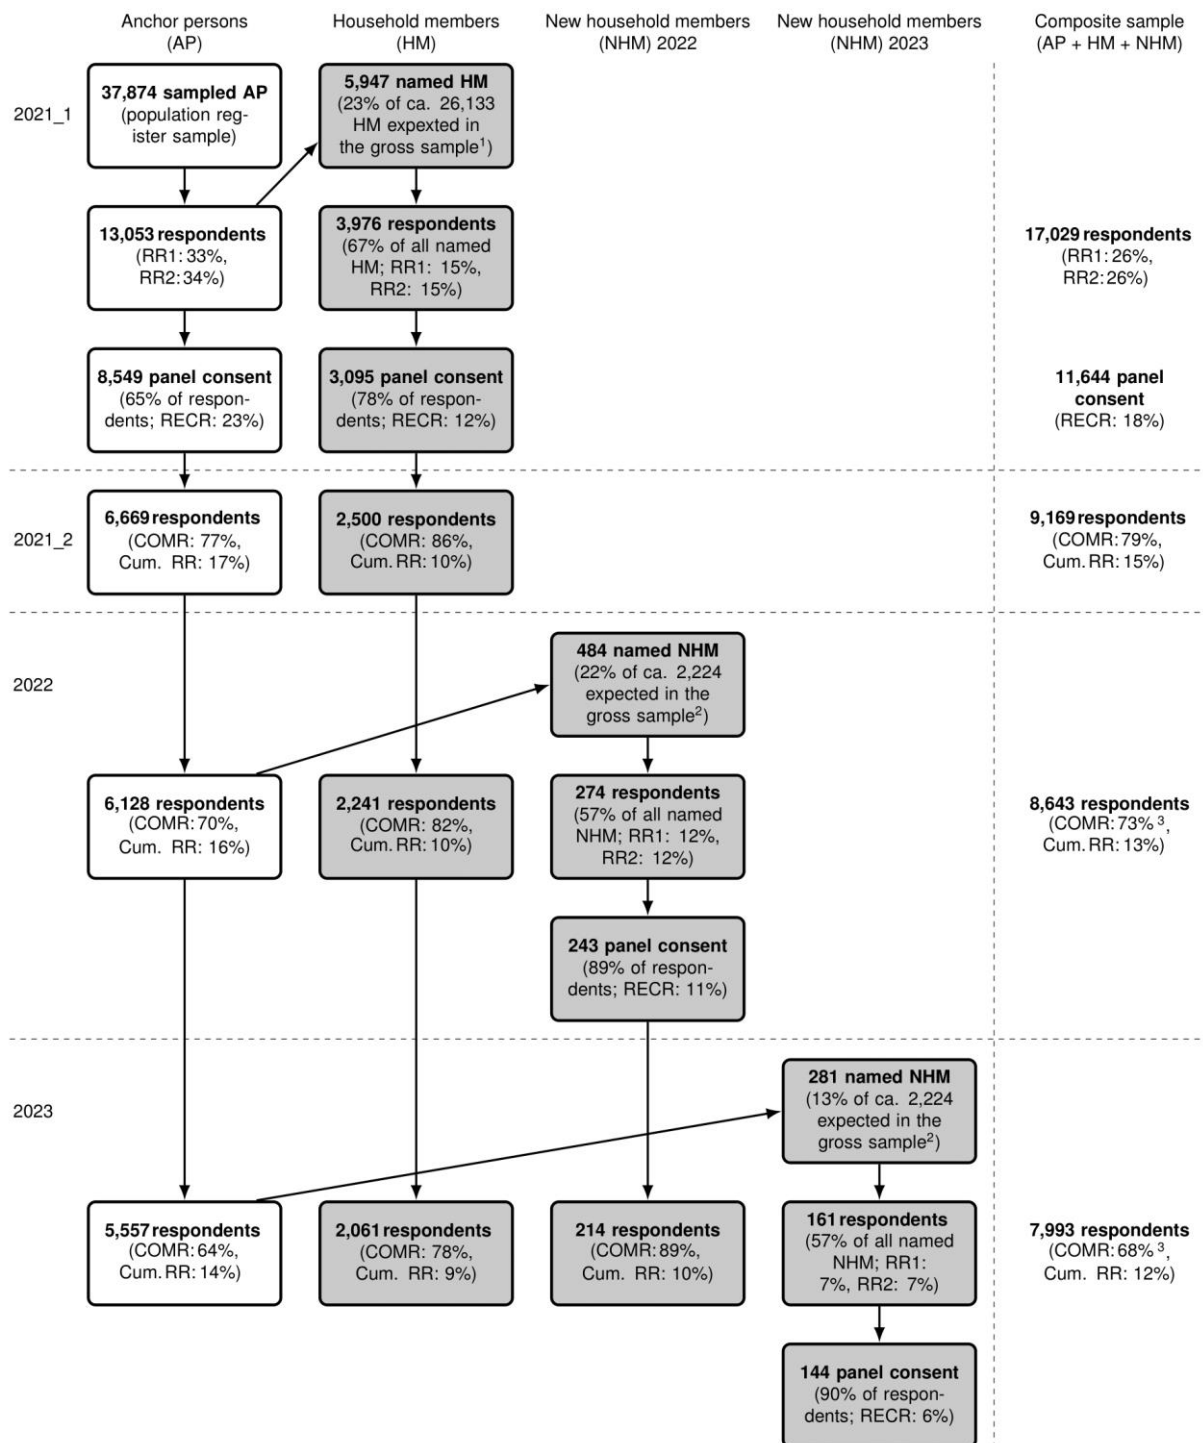 Anchor persons
(AP)
Household members
(HM)
New household members
(NHM) 2022
New household members
(NHM) 2023
Composite sample
(AP + HM + NHM)
2021_1
37,874 sampled AP
(population reg-
ister sample)
5,947 named HM
(23% of ca. 26,133
HM expexted in
the gross sample1)
13,053 respondents
(RR1: 33%,
RR2: 34%)
3,976 respondents
(67% of all named
HM; RR1: 15%,
RR2: 15%)
17,029 respondents
(RR1: 26%,
RR2: 26%)
8,549 panel consent
(65% of respon-
dents; RECR: 23%)
3,095 panel consent
(78% of respon-
dents; RECR: 12%)
11,644 panel
consent
(RECR: 18%)
2021_2
6,669 respondents
(COMR: 77%,
Cum. RR: 17%)
2,500 respondents
(COMR: 86%,
Cum. RR: 10%)
9,169 respondents
(COMR: 79%,
Cum. RR: 15%)
2022
484 named NHM
(22% of ca. 2,224
expected in the
gross sample2)
6,128 respondents
(COMR: 70%,
Cum. RR: 16%)
2,241 respondents
(COMR: 82%,
Cum. RR: 10%)
274 respondents
(57% of all named
NHM; RR1: 12%,
RR2: 12%)
8,643 respondents
(COMR: 73% 3,
Cum. RR: 13%)
243 panel consent
(89% of respon-
dents; RECR: 11%)
2023
281 named NHM
(13% of ca. 2,224
expected in the
gross sample2)
5,557 respondents
(COMR: 64%,
Cum. RR: 14%)
2,061 respondents
(COMR: 78%,
Cum. RR: 9%)
214 respondents
(COMR: 89%,
Cum. RR: 10%)
161 respondents
(57% of all named
NHM; RR1:
7%, RR2: 7%)
7,993 respondents
(COMR: 68% 3,
Cum. RR: 12%)
144 panel consent
(90% of respon-
dents; RECR: 6%)